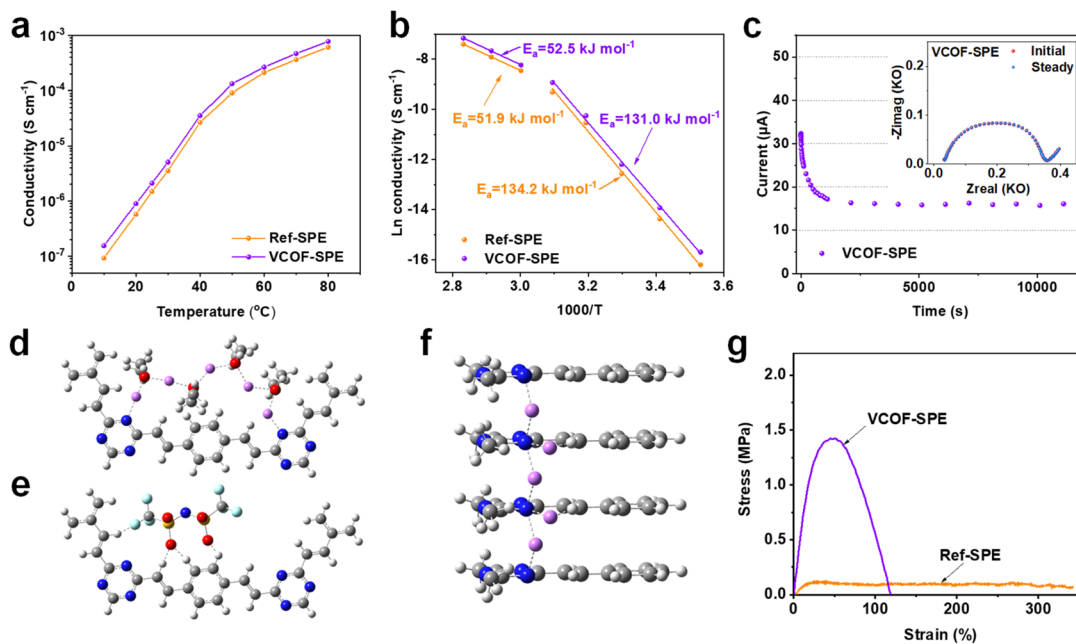 a
10⁻³
10⁻⁴
10⁻⁵
10⁻⁶
10⁻⁷
Conductivity (S cm⁻¹)
Ref-SPE
VCOF-SPE
0 20 40 60 80
Temperature (°C)
b
-8
-10
-12
-14
-16
Ln conductivity (S cm⁻¹)
Eₐ=52.5 kJ mol⁻¹
Eₐ=51.9 kJ mol⁻¹
Eₐ=131.0 kJ mol⁻¹
Eₐ=134.2 kJ mol⁻¹
Ref-SPE
VCOF-SPE
2.8 3.0 3.2 3.4 3.6
1000/T
c
50
40
30
20
10
0
Current (μA)
VCOF-SPE
Initial
Steady
0.2
0.1
0.0
-Zimag (KO)
0.0 0.2 0.4
Zreal (KO)
VCOF-SPE
0 5000 10000
Time (s)
d
e
f
g
2.0
1.5
1.0
0.5
0.0
Stress (MPa)
VCOF-SPE
Ref-SPE
0 100 200 300
Strain (%)